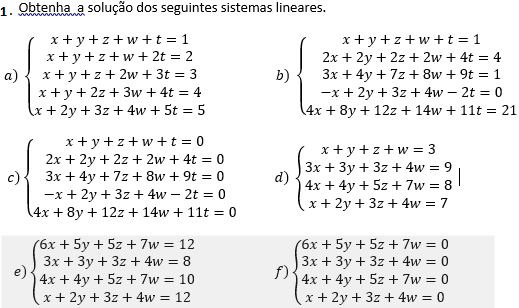 1. Obtenha a solução dos seguintes sistemas lineares.
a) { x + y + z + w + t = 1
x + y + z + w + 2t = 2
x + y + z + 2w + 3t = 3
x + y + 2z + 3w + 4t = 4
x + 2y + 3z + 4w + 5t = 5
b) { x + y + z + w + t = 1
2x + 2y + 2z + 2w + 4t = 4
3x + 4y + 7z + 8w + 9t = 1
−x + 2y + 3z + 4w − 2t = 0
4x + 8y + 12z + 14w + 11t = 21
c) { x + y + z + w + t = 0
2x + 2y + 2z + 2w + 4t = 0
3x + 4y + 7z + 8w + 9t = 0
−x + 2y + 3z + 4w − 2t = 0
4x + 8y + 12z + 14w + 11t = 0
d) { x + y + z + w = 3
3x + 3y + 3z + 4w = 9
4x + 4y + 5z + 7w = 8
x + 2y + 3z + 4w = 7
e) { 6x + 5y + 5z + 7w = 12
3x + 3y + 3z + 4w = 8
4x + 4y + 5z + 7w = 10
x + 2y + 3z + 4w = 12
f) { 6x + 5y + 5z + 7w = 0
3x + 3y + 3z + 4w = 0
4x + 4y + 5z + 7w = 0
x + 2y + 3z + 4w = 0